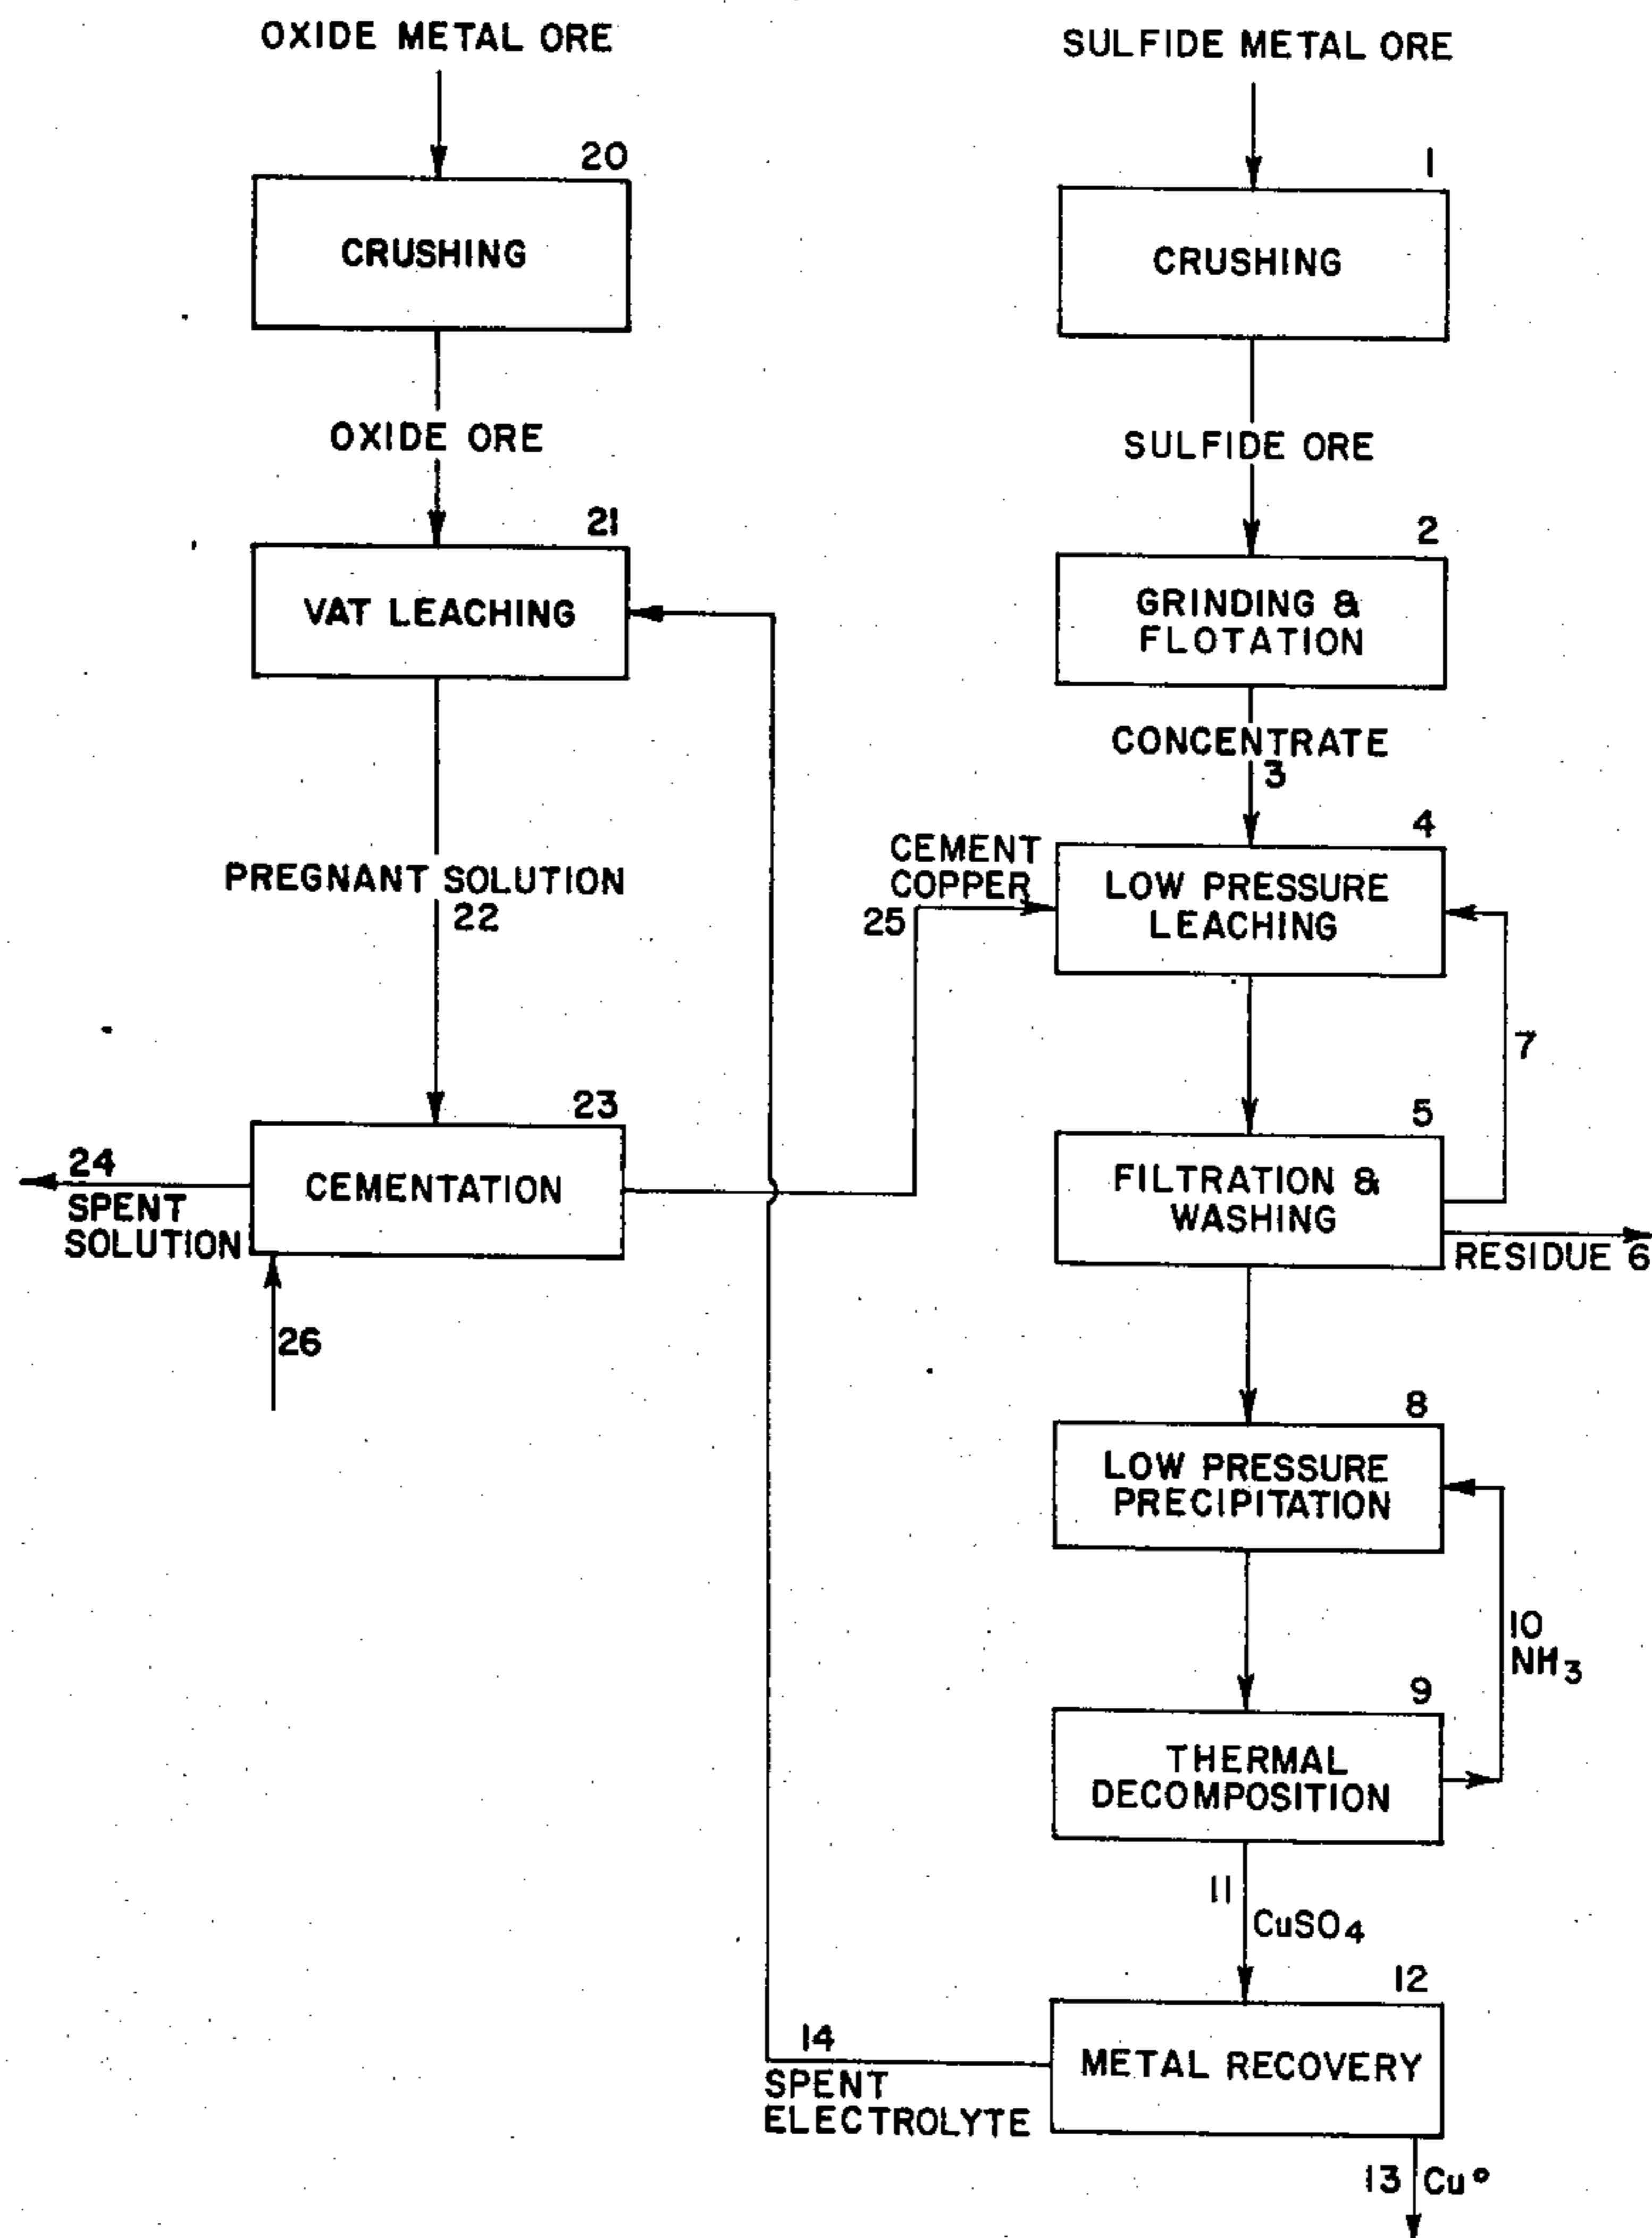 OXIDE METAL ORE
20
CRUSHING
OXIDE ORE
21
VAT LEACHING
PREGNANT SOLUTION
22
23
CEMENTATION
24
SPENT
SOLUTION
26
SULFIDE METAL ORE
1
CRUSHING
SULFIDE ORE
2
GRINDING &
FLOTATION
CONCENTRATE
3
CEMENT
COPPER
25
4
LOW PRESSURE
LEACHING
7
5
FILTRATION &
WASHING
RESIDUE 6
8
LOW PRESSURE
PRECIPITATION
10
NH₃
9
THERMAL
DECOMPOSITION
11
CuSO₄
12
METAL RECOVERY
14
SPENT
ELECTROLYTE
13 Cu°